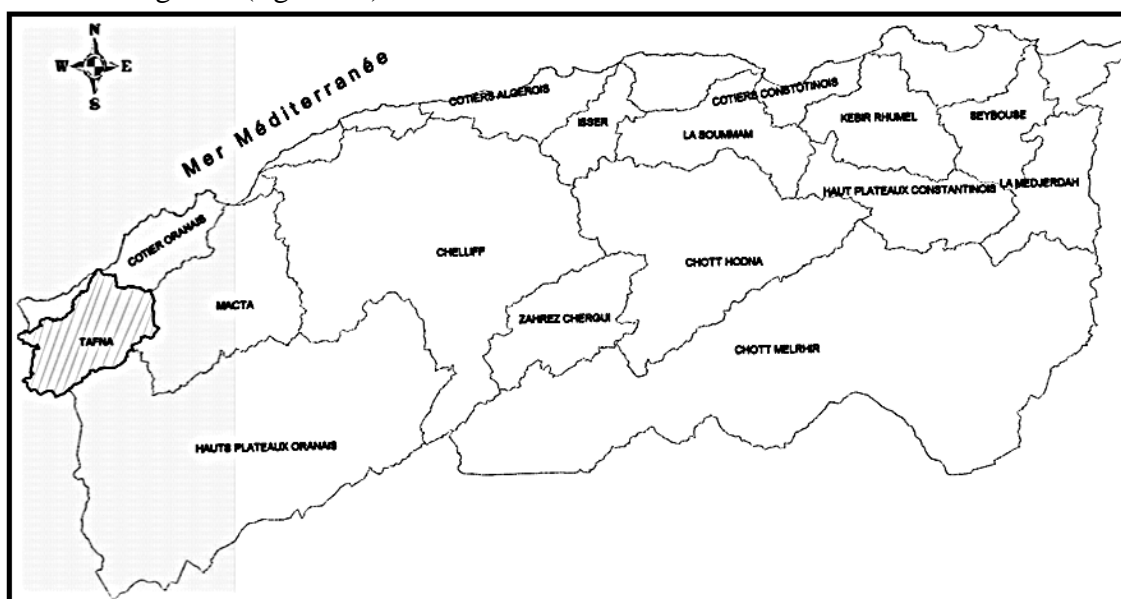 N
W E
S
Mer Méditerranée
COTIERS ALGEROIS
COTIERS CONSTOTINOIS
ISSER
LA SOUMMAM
KEBIR RHUMEL
SEYBOUSE
HAUT PLATEAUX CONSTANTINOIS
LA MEDJERDAH
COTIER ORANAIS
CHELLIFF
CHOTT HODNA
MACTA
ZAHREZ CHERGUI
TAFNA
CHOTT MELRHIR
HAUTS PLATEAUX ORANAIS